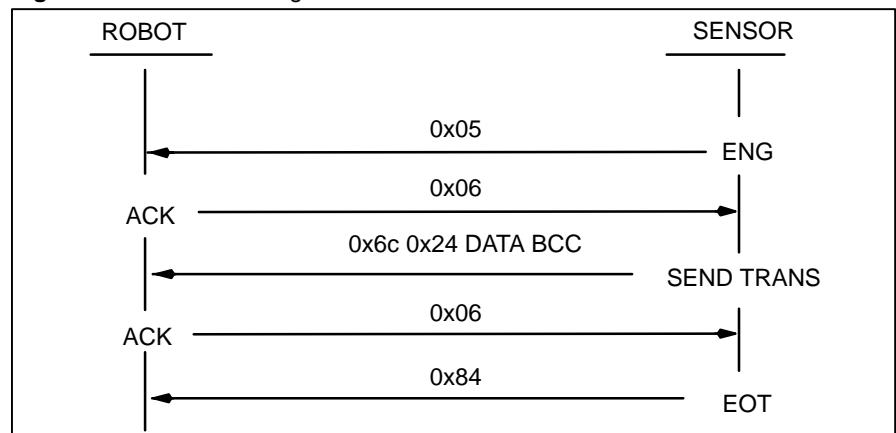 ROBOT SENSOR
0x05
ENG
0x06
ACK
0x6c 0x24 DATA BCC
SEND TRANS
0x06
ACK
0x84
EOT